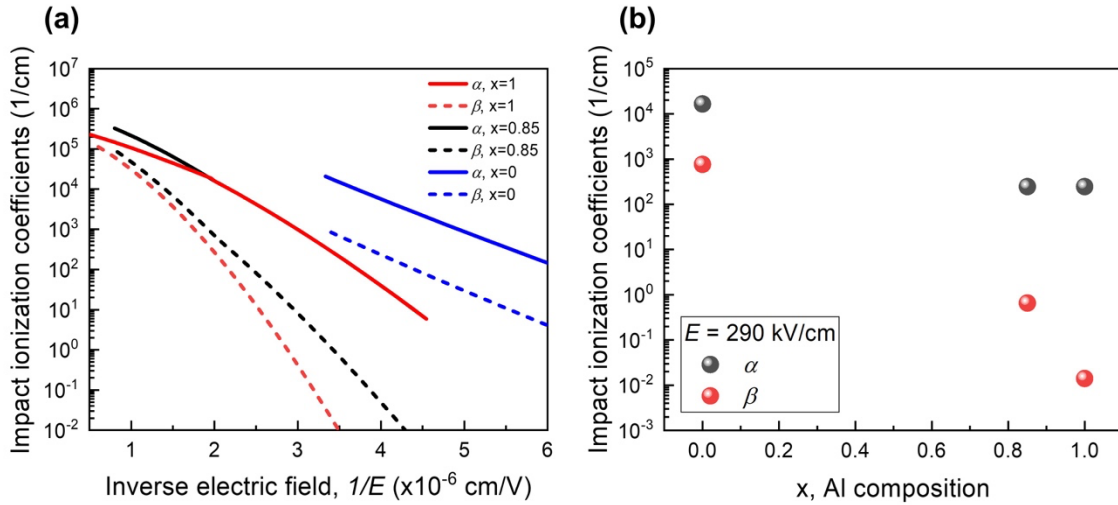 (a)
Impact ionization coefficients (1/cm)
10⁷
10⁶
10⁵
10⁴
10³
10²
10¹
10⁰
10⁻¹
10⁻²
α, x=1
β, x=1
α, x=0.85
β, x=0.85
α, x=0
β, x=0
1 2 3 4 5 6
Inverse electric field, 1/E (x10⁻⁶ cm/V)
(b)
Impact ionization coefficients (1/cm)
10⁵
10⁴
10³
10²
10¹
10⁰
10⁻¹
10⁻²
10⁻³
E = 290 kV/cm
α
β
0.0 0.2 0.4 0.6 0.8 1.0
x, Al composition